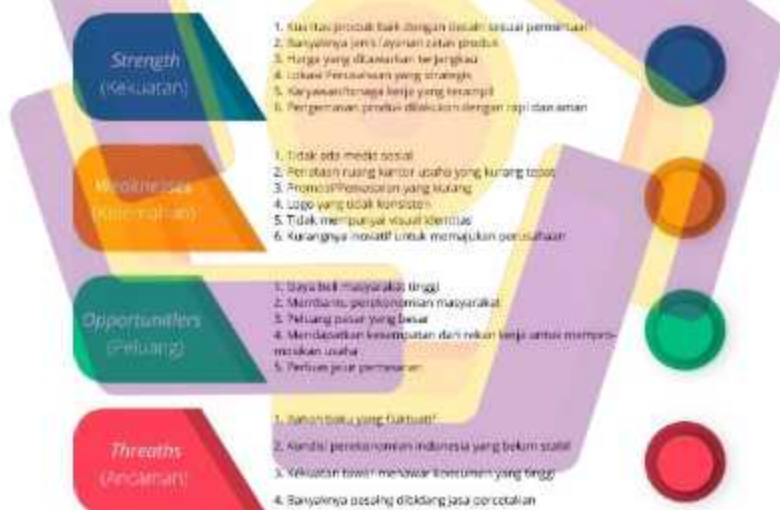 Strength
(Kekuatan)
1. Kualitas produk baik dengan desain sesuai permintaan
2. Banyaknya jenis layanan cetak produk
3. Harga yang ditawarkan terjangkau
4. Lokasi Perusahaan yang strategis
5. Karyawan/tenaga kerja yang terampil
6. Pengemasan produk dilakukan dengan rapi dan aman
Weaknesses
(Kelemahan)
1. Tidak ada media sosial
2. Penataan ruang kantor usaha yang kurang tepat
3. Promosi/Pemasaran yang kurang
4. Logo yang tidak konsisten
5. Tidak mempunyai visual identitas
6. Kurangnya inovatif untuk memajukan perusahaan
Opportunitiers
(Peluang)
1. Daya beli masyarakat tinggi
2. Membantu perekonomian masyarakat
3. Peluang pasar yang besar
4. Mendapatkan kesempatan dari rekan kerja untuk mempro-
mosikan usaha
5. Perluas jalur pemasaran
Threaths
(Ancaman)
1. Bahan baku yang fluktuatif
2. Kondisi perekonomian indonesia yang belum stabil
3. Kekuatan tawar menawar konsumen yang tinggi
4. Banyaknya pesaing dibidang jasa percetakan